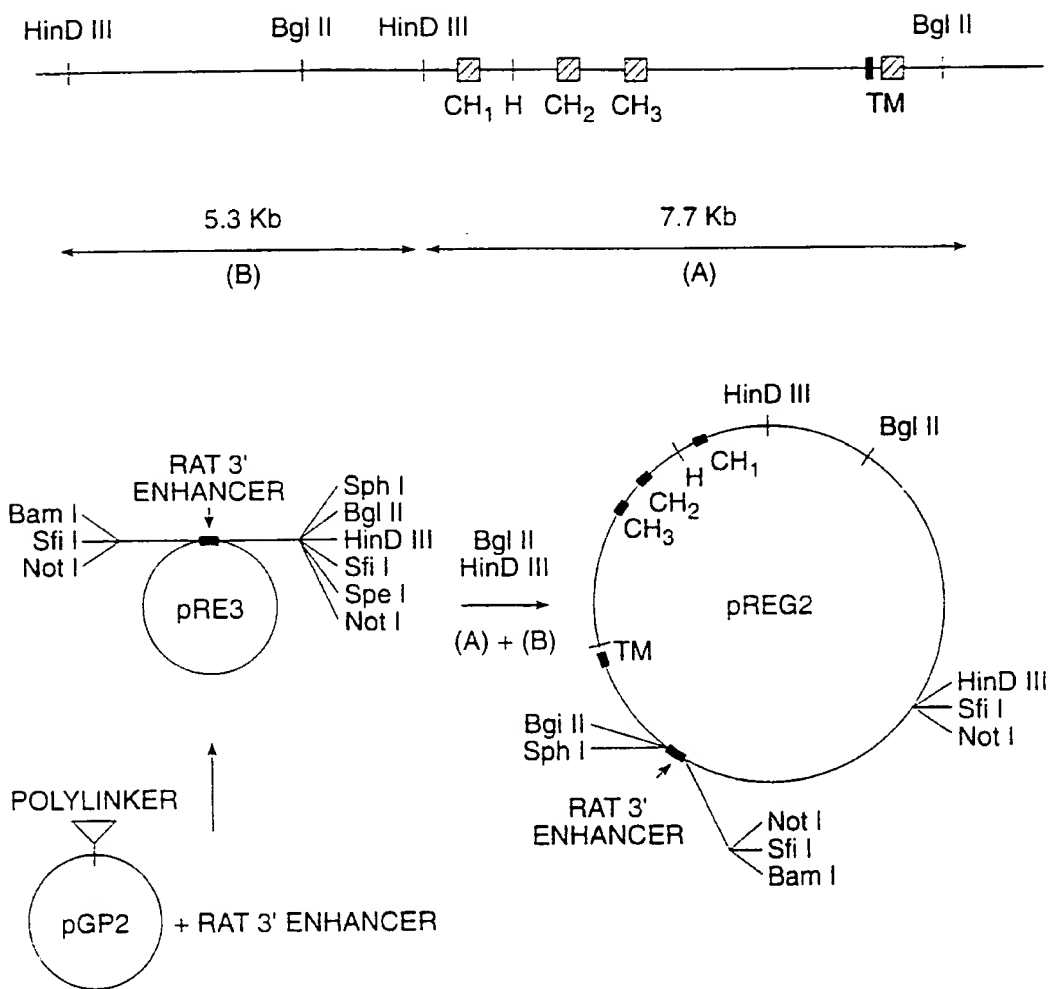 HinD III
Bgl II
HinD III
Bgl II
CH₁
H
CH₂
CH₃
TM
5.3 Kb
7.7 Kb
(B)
(A)
RAT 3'
ENHANCER
Bam I
Sfi I
Not I
Sph I
Bgl II
HinD III
Sfi I
Spe I
Not I
pRE3
Bgl II
HinD III
(A) + (B)
HinD III
Bgl II
CH₁
H
CH₂
CH₃
pREG2
TM
Bgi II
Sph I
HinD III
Sfi I
Not I
RAT 3'
ENHANCER
Not I
Sfi I
Bam I
POLYLINKER
pGP2
+ RAT 3' ENHANCER